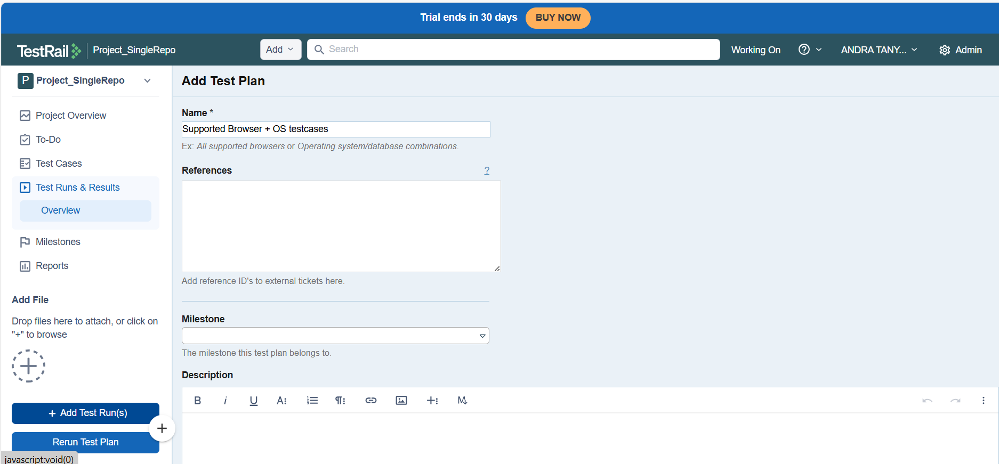 Trial ends in 30 days BUY NOW
TestRail Project_SingleRepo Add Search Working On ? ANDRA TANY... Admin
P Project_SingleRepo
Project Overview
To-Do
Test Cases
Test Runs & Results
Overview
Milestones
Reports
Add File
Drop files here to attach, or click on
"+" to browse
+ Add Test Run(s)
+
Rerun Test Plan
javascript:void(0)
Add Test Plan
Name *
Supported Browser + OS testcases
Ex: All supported browsers or Operating system/database combinations.
References ?
Add reference ID's to external tickets here.
Milestone
The milestone this test plan belongs to.
Description
B i U A